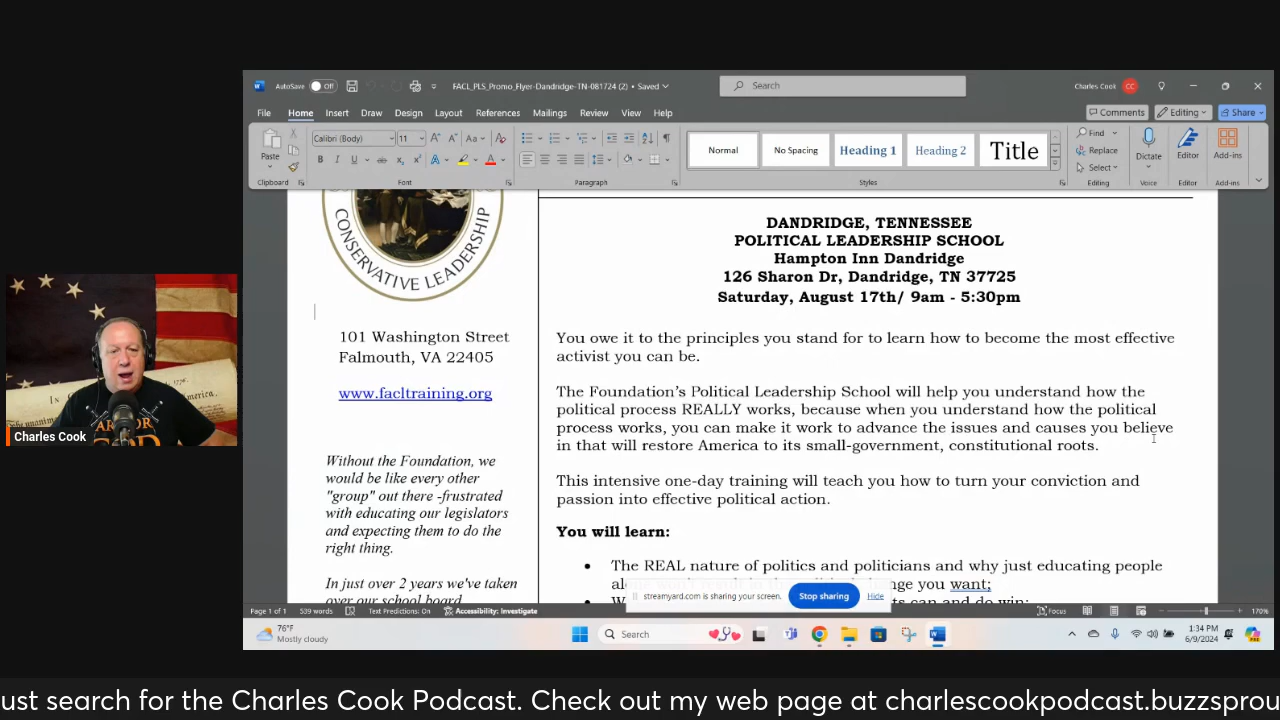 AutoSave Off
FACL_PLS_Promo_Flyer-Dandridge-TN-081724 (2) • Saved
Search
Charles Cook CC
File Home Insert Draw Design Layout References Mailings Review View Help
Comments Editing Share
Paste
Clipboard
Calibri (Body) 11
Font
Paragraph
Normal
No Spacing
Heading 1
Heading 2
Title
Styles
Find
Replace
Select
Editing
Dictate
Voice
Editor
Editor
Add-ins
Add-ins
CONSERVATIVE LEADERSHIP
101 Washington Street
Falmouth, VA 22405
www.facltraining.org
Without the Foundation, we
would be like every other
"group" out there -frustrated
with educating our legislators
and expecting them to do the
right thing.
In just over 2 years we've taken
over our school board
DANDRIDGE, TENNESSEE
POLITICAL LEADERSHIP SCHOOL
Hampton Inn Dandridge
126 Sharon Dr, Dandridge, TN 37725
Saturday, August 17th/ 9am - 5:30pm
You owe it to the principles you stand for to learn how to become the most effective
activist you can be.
The Foundation's Political Leadership School will help you understand how the
political process REALLY works, because when you understand how the political
process works, you can make it work to advance the issues and causes you believe
in that will restore America to its small-government, constitutional roots.
This intensive one-day training will teach you how to turn your conviction and
passion into effective political action.
You will learn:
• The REAL nature of politics and politicians and why just educating people
you want;
can and do win;
streamyard.com is sharing your screen. Stop sharing Hide
Page 1 of 1 539 words Text Predictions: On Accessibility: Investigate
Focus 170%
76°F
Mostly cloudy
Search
1:34 PM
6/9/2024
Charles Cook
ust search for the Charles Cook Podcast. Check out my web page at charlescookpodcast.buzzsprou